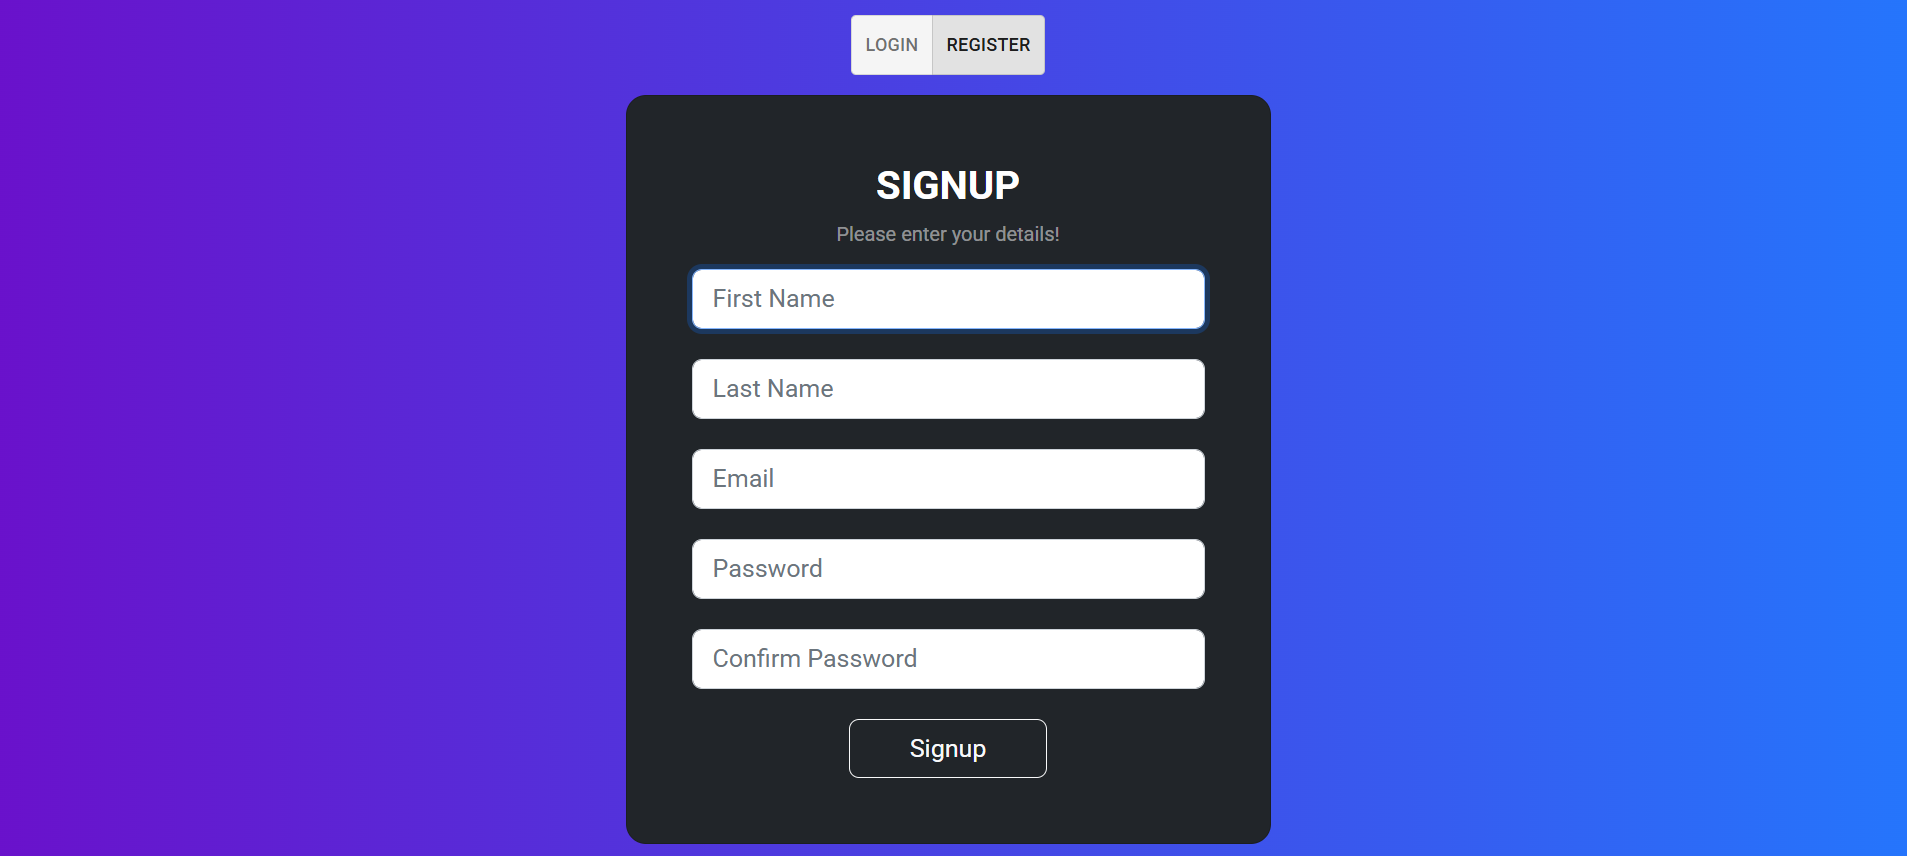 LOGIN REGISTER
SIGNUP
Please enter your details!
First Name
Last Name
Email
Password
Confirm Password
Signup